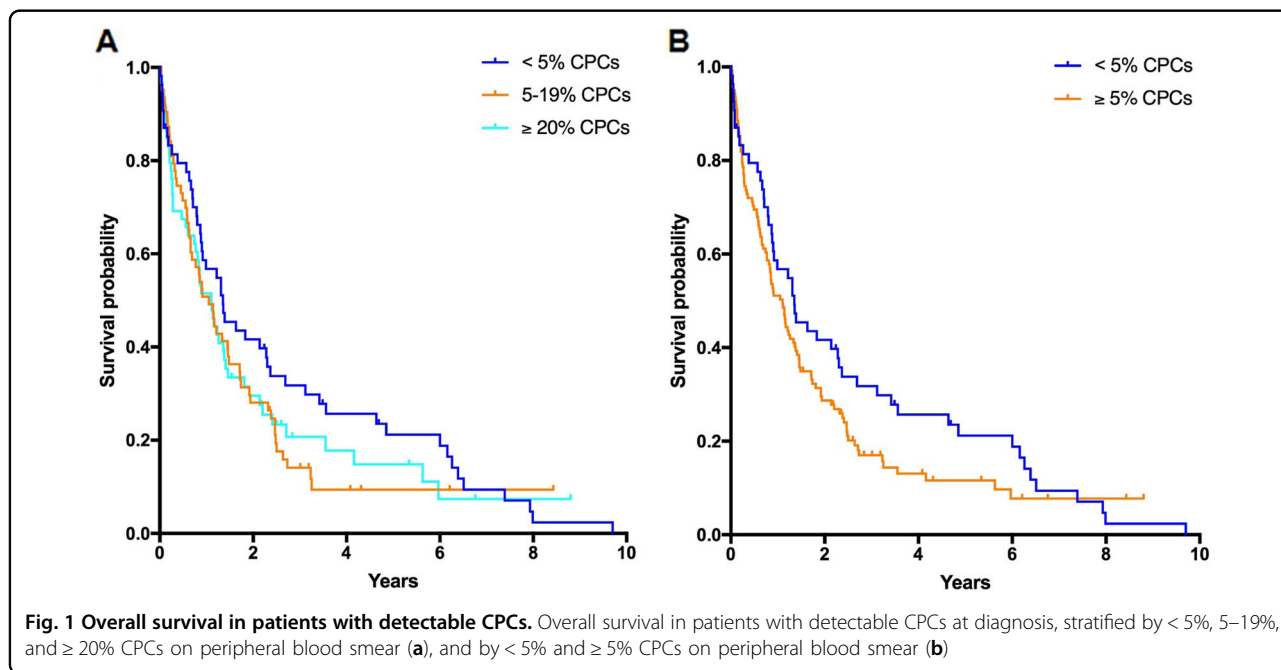 A
< 5% CPCs
5-19% CPCs
≥ 20% CPCs
1.0
0.8
0.6
0.4
0.2
0.0
Survival probability
0 2 4 6 8 10
Years
B
< 5% CPCs
≥ 5% CPCs
1.0
0.8
0.6
0.4
0.2
0.0
Survival probability
0 2 4 6 8 10
Years
Fig. 1 Overall survival in patients with detectable CPCs. Overall survival in patients with detectable CPCs at diagnosis, stratified by < 5%, 5–19%,
and ≥ 20% CPCs on peripheral blood smear (a), and by < 5% and ≥ 5% CPCs on peripheral blood smear (b)